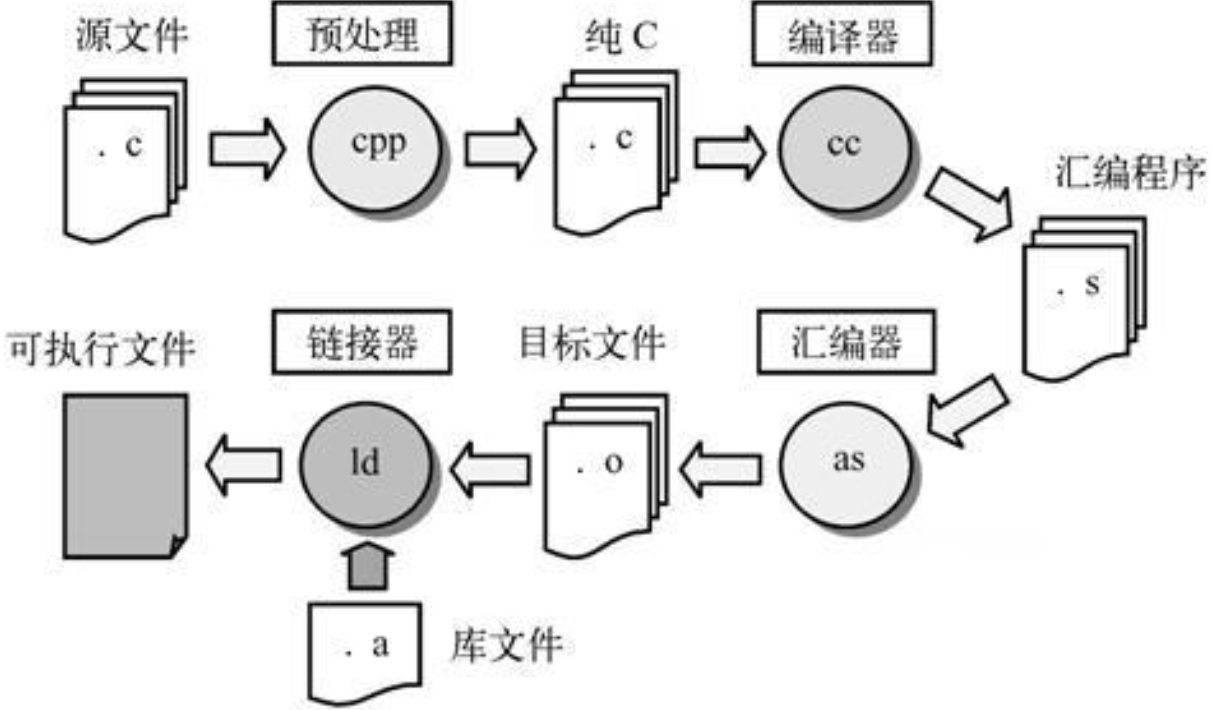 源文件
预处理
纯 C
编译器
. c
cpp
. c
cc
汇编程序
. s
可执行文件
链接器
目标文件
汇编器
ld
. o
as
. a
库文件